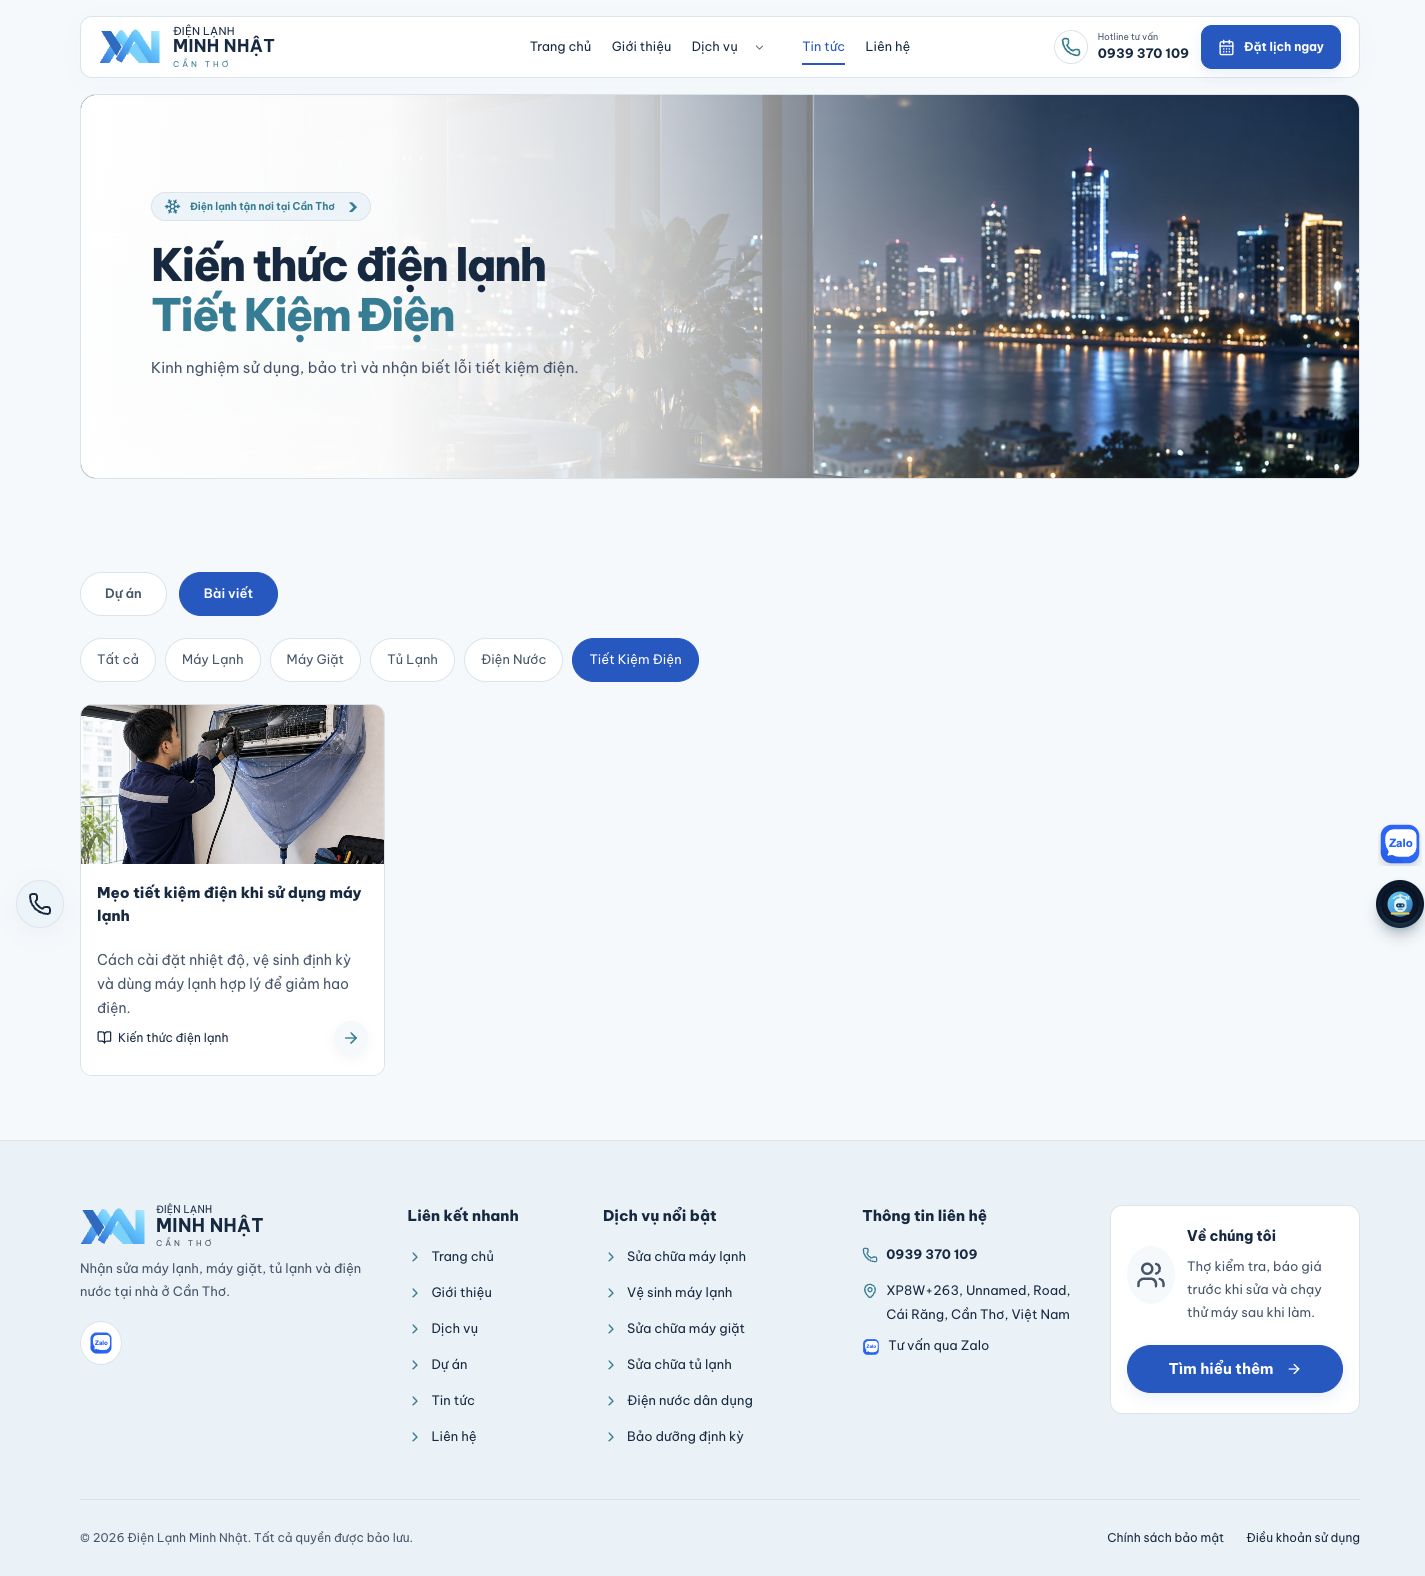 ĐIỆN LẠNH
MINH NHẬT
CẦN THƠ
Trang chủ
Giới thiệu
Dịch vụ
Tin tức
Liên hệ
Hotline tư vấn
0939 370 109
Đặt lịch ngay
Điện lạnh tận nơi tại Cần Thơ
Kiến thức điện lạnh
Tiết Kiệm Điện
Kinh nghiệm sử dụng, bảo trì và nhận biết lỗi tiết kiệm điện.
Dự án
Bài viết
Tất cả
Máy Lạnh
Máy Giặt
Tủ Lạnh
Điện Nước
Tiết Kiệm Điện
Mẹo tiết kiệm điện khi sử dụng máy
lạnh
Cách cài đặt nhiệt độ, vệ sinh định kỳ
và dùng máy lạnh hợp lý để giảm hao
điện.
Kiến thức điện lạnh
Zalo
ĐIỆN LẠNH
MINH NHẬT
CẦN THƠ
Nhận sửa máy lạnh, máy giặt, tủ lạnh và điện
nước tại nhà ở Cần Thơ.
Zalo
Liên kết nhanh
Trang chủ
Giới thiệu
Dịch vụ
Dự án
Tin tức
Liên hệ
Dịch vụ nổi bật
Sửa chữa máy lạnh
Vệ sinh máy lạnh
Sửa chữa máy giặt
Sửa chữa tủ lạnh
Điện nước dân dụng
Bảo dưỡng định kỳ
Thông tin liên hệ
0939 370 109
XP8W+263, Unnamed, Road,
Cái Răng, Cần Thơ, Việt Nam
Zalo
Tư vấn qua Zalo
Về chúng tôi
Thợ kiểm tra, báo giá
trước khi sửa và chạy
thử máy sau khi làm.
Tìm hiểu thêm
© 2026 Điện Lạnh Minh Nhật. Tất cả quyền được bảo lưu.
Chính sách bảo mật
Điều khoản sử dụng